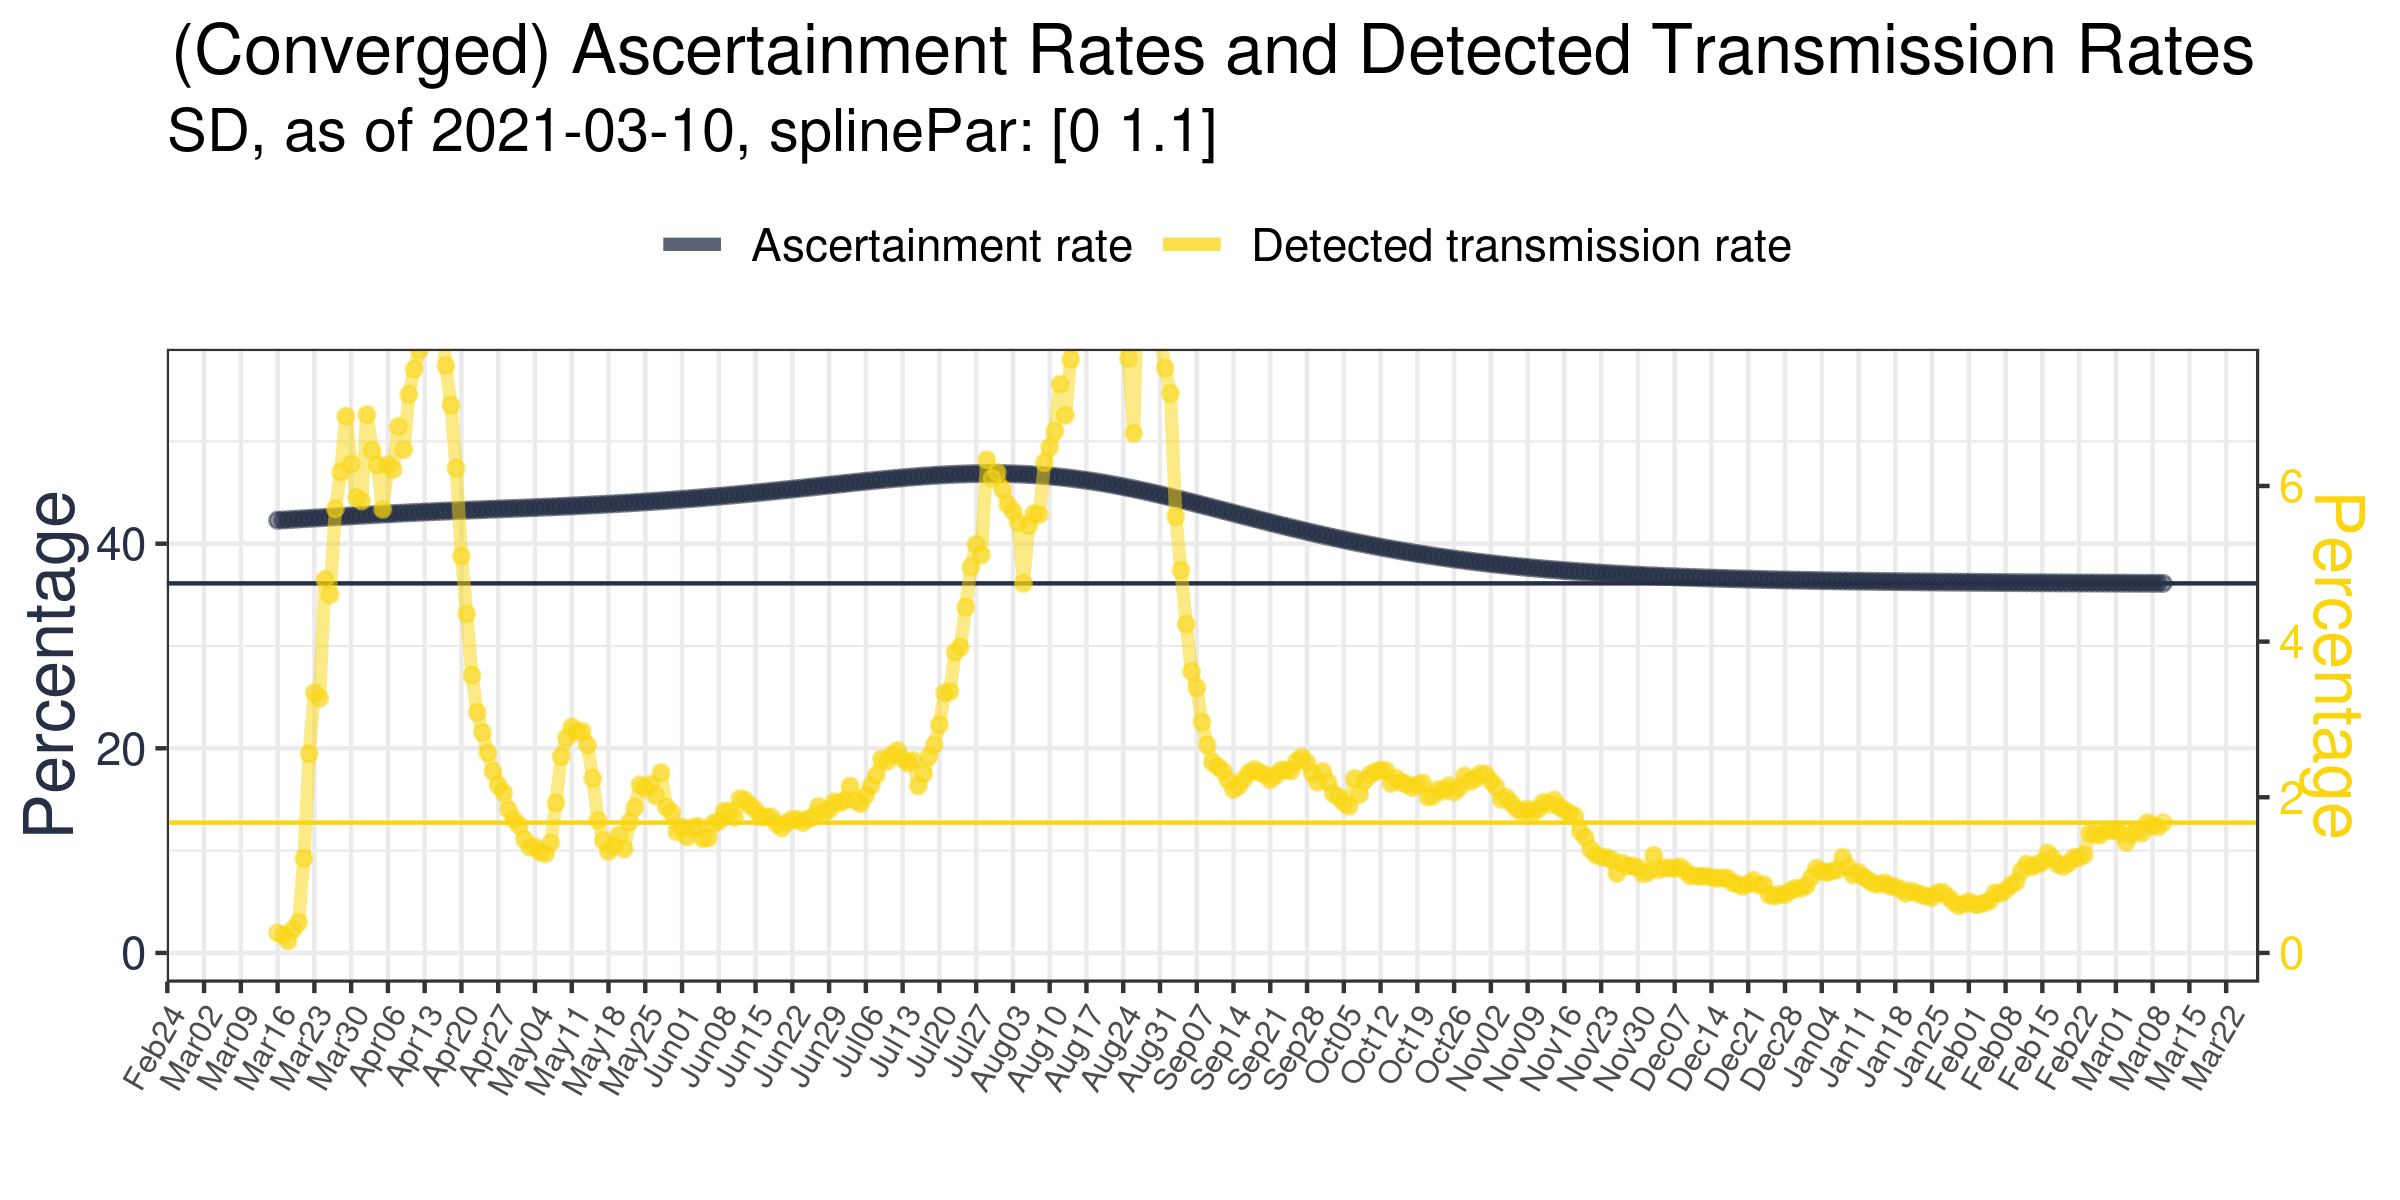 (Converged) Ascertainment Rates and Detected Transmission Rates
SD, as of 2021-03-10, splinePar: [0 1.1]
Ascertainment rate
Detected transmission rate
Percentage
40
20
0
6
4
2
0
Percentage
Feb24
Mar02
Mar09
Mar16
Mar23
Mar30
Apr06
Apr13
Apr20
Apr27
May04
May11
May18
May25
Jun01
Jun08
Jun15
Jun22
Jun29
Jul06
Jul13
Jul20
Jul27
Aug03
Aug10
Aug17
Aug24
Aug31
Sep07
Sep14
Sep21
Sep28
Oct05
Oct12
Oct19
Oct26
Nov02
Nov09
Nov16
Nov23
Nov30
Dec07
Dec14
Dec21
Dec28
Jan04
Jan11
Jan18
Jan25
Feb01
Feb08
Feb15
Feb22
Mar01
Mar08
Mar15
Mar22